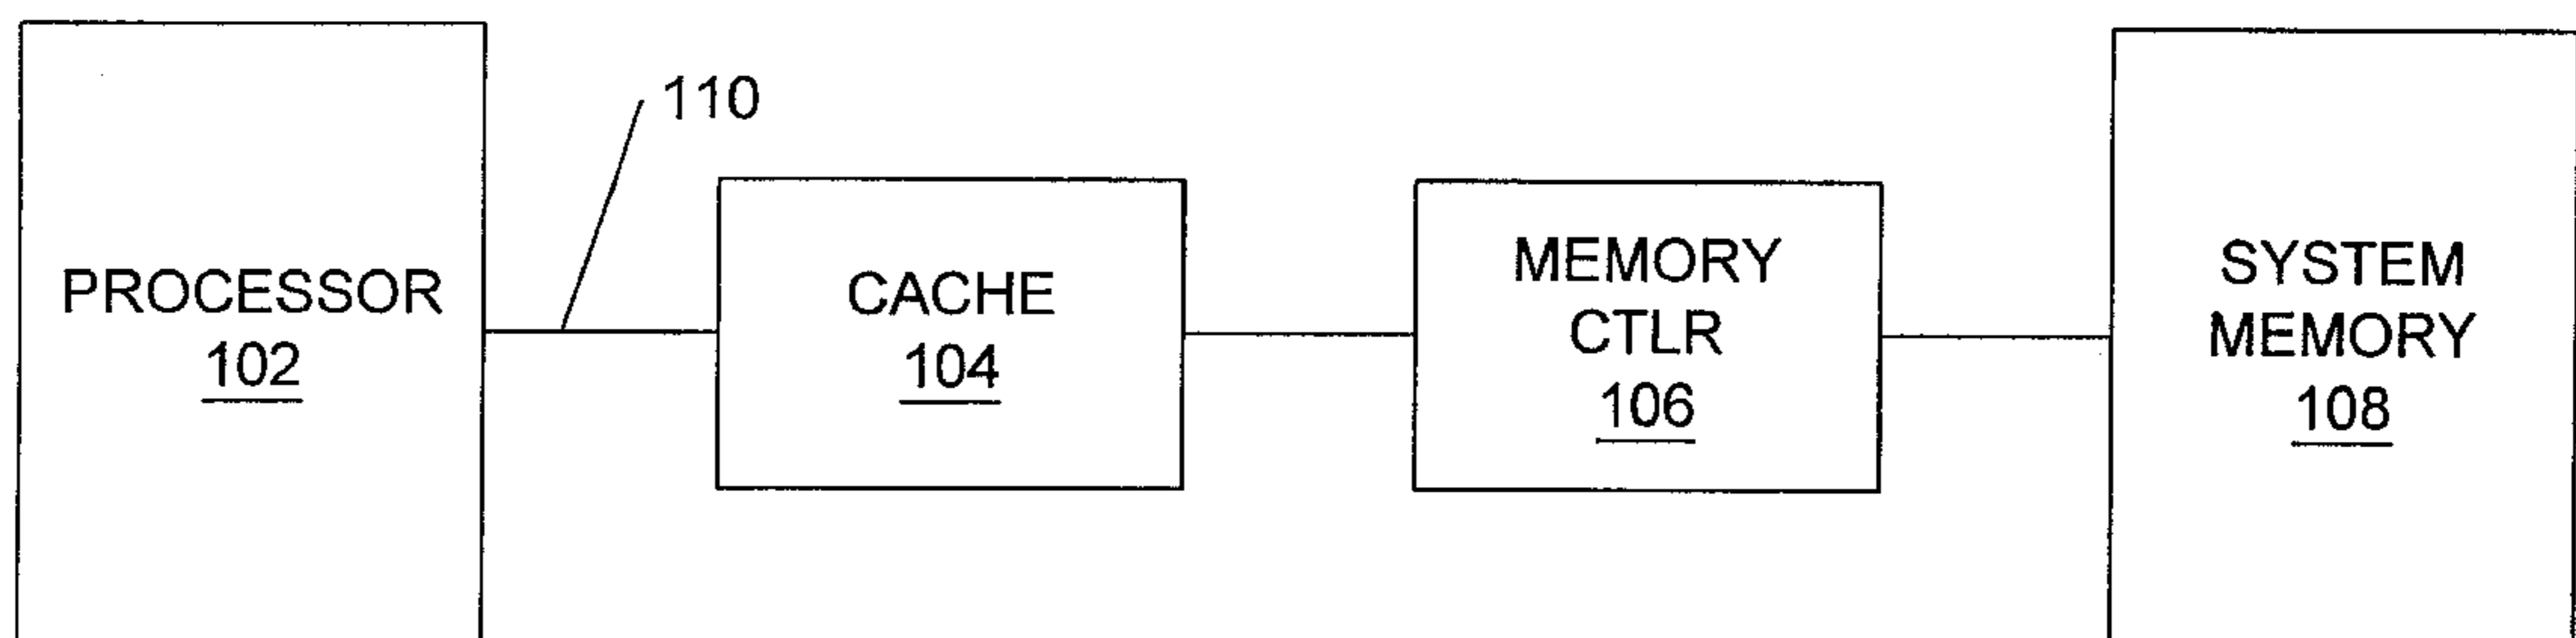 110
PROCESSOR
102
CACHE
104
MEMORY
CTLR
106
SYSTEM
MEMORY
108